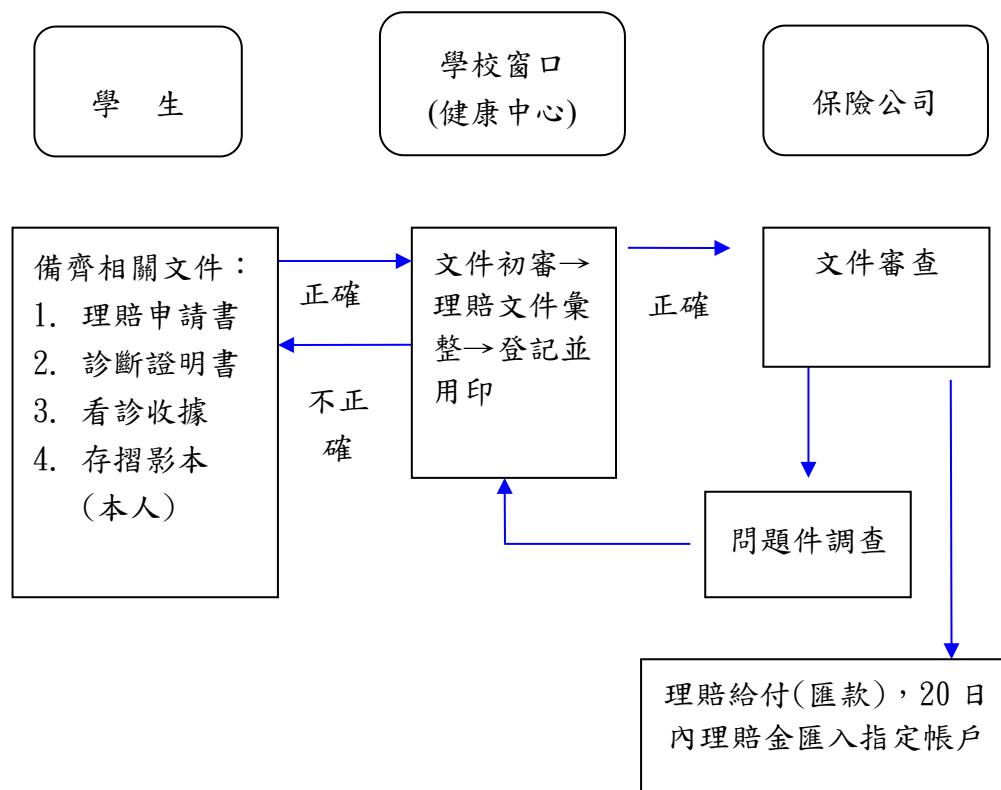 學 生
學校窗口
(健康中心)
保險公司
備齊相關文件：
1. 理賠申請書
2. 診斷證明書
3. 看診收據
4. 存摺影本
(本人)
正確
不正
確
文件初審→
理賠文件彙
整→登記並
用印
正確
文件審查
問題件調查
理賠給付(匯款)，20 日
內理賠金匯入指定帳戶